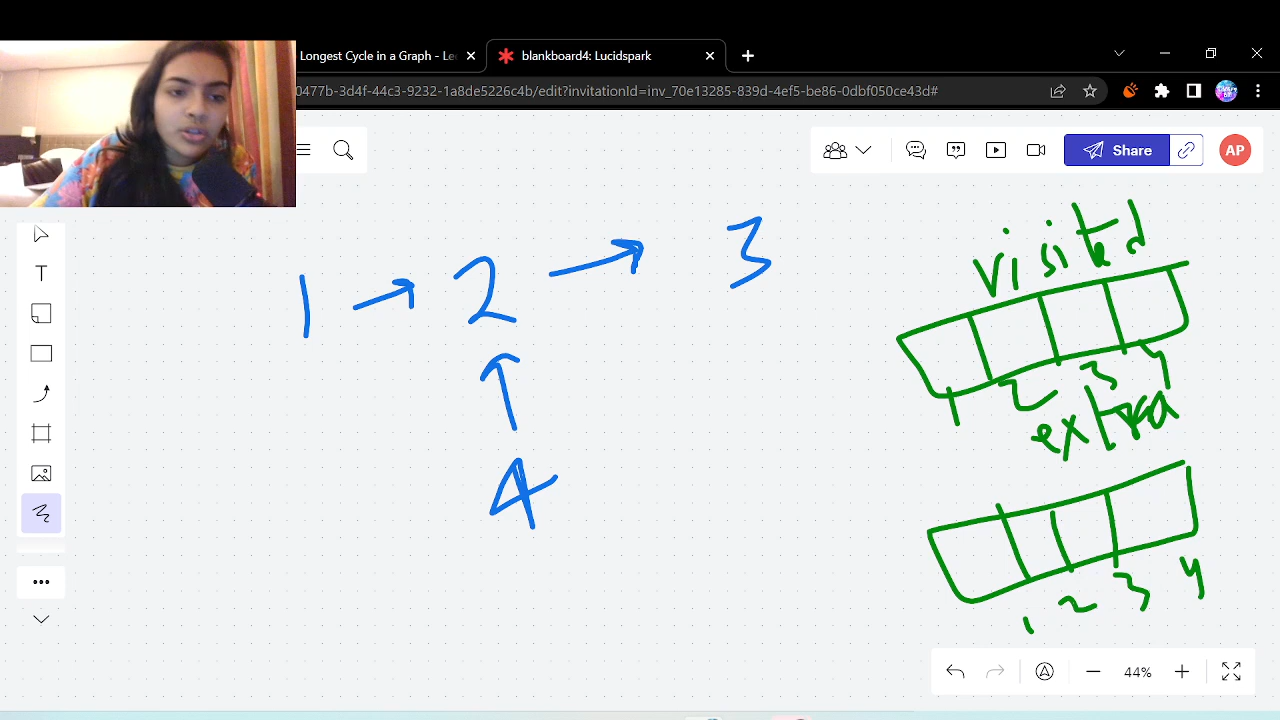 Longest Cycle in a Graph - Le
blankboard4: Lucidspark
0477b-3d4f-44c3-9232-1a8de5226c4b/edit?invitationId=inv_70e13285-839d-4ef5-be86-0dbf050ce43d#
Share
AP
T
1 → 2 → 3
↑
4
visited
1 2 3 4
extra
1 2 3 4
44%